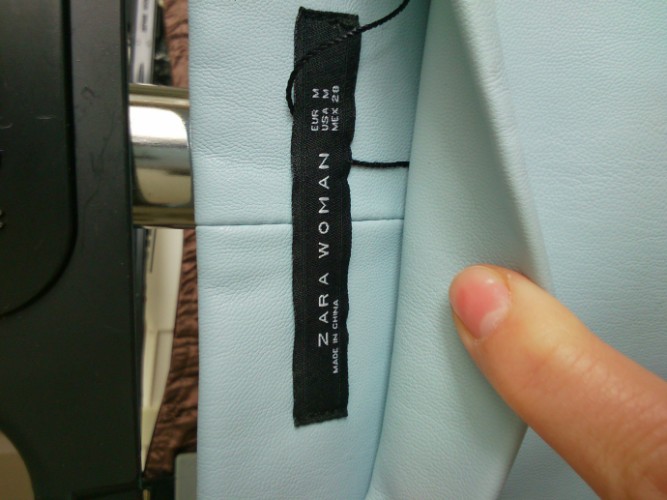 ZARA WOMAN
MADE IN CHINA
EUR M
USA M
MEX 28